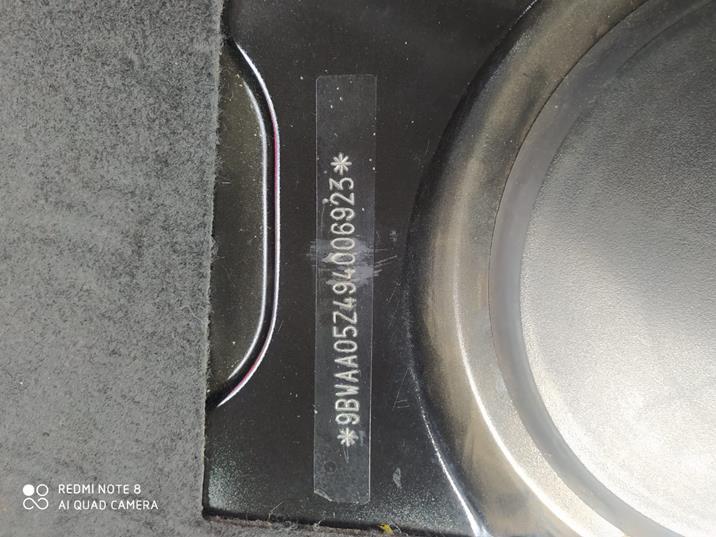 *9BWAA05Z494006923*
REDMI NOTE 8
AI QUAD CAMERA